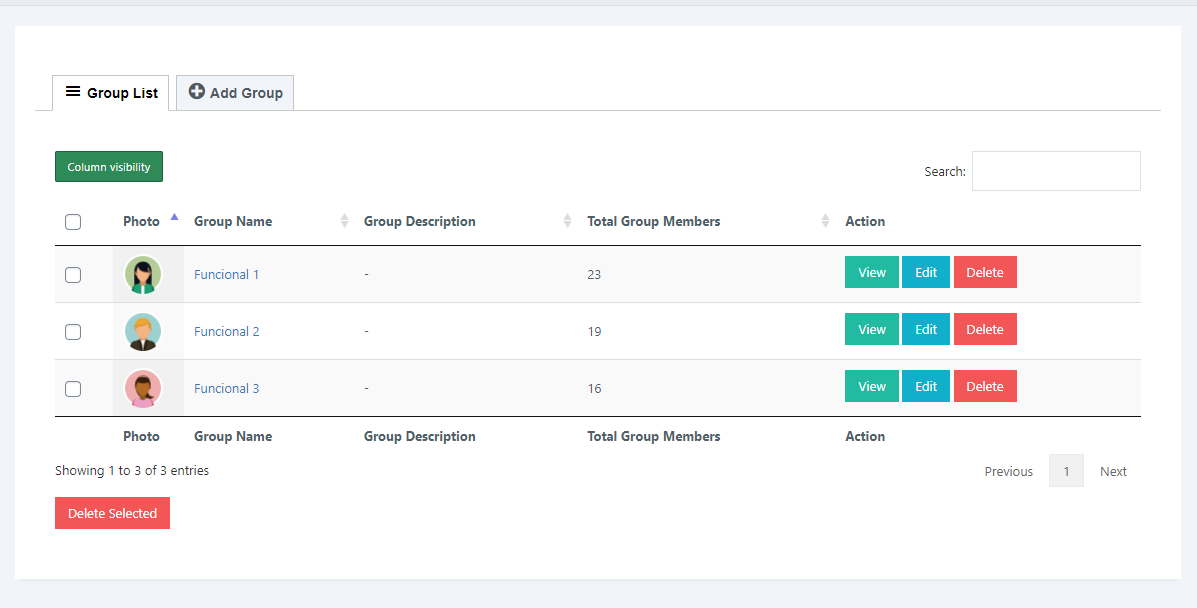 Group List Add Group
Column visibility
Search:
Photo Group Name Group Description Total Group Members Action
Funcional 1 - 23 View Edit Delete
Funcional 2 - 19 View Edit Delete
Funcional 3 - 16 View Edit Delete
Photo Group Name Group Description Total Group Members Action
Showing 1 to 3 of 3 entries Previous 1 Next
Delete Selected